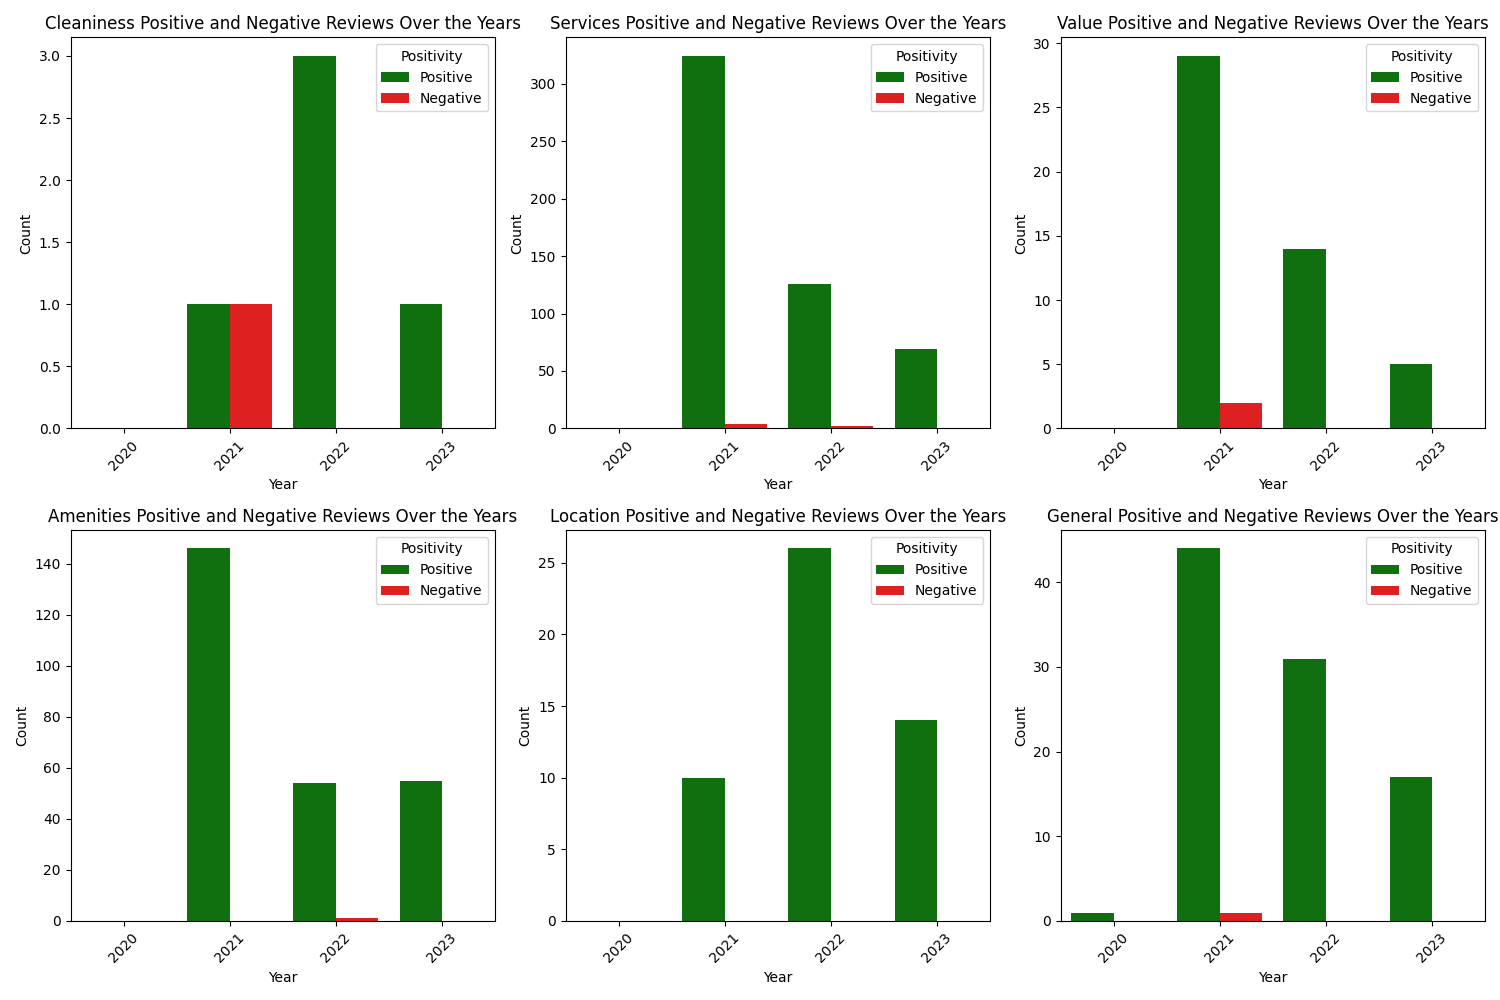 Cleaniness Positive and Negative Reviews Over the Years
Positivity
Positive
Negative
3.0
2.5
2.0
1.5
1.0
0.5
0.0
Count
2020
2021
2022
2023
Year
Services Positive and Negative Reviews Over the Years
Positivity
Positive
Negative
300
250
200
150
100
50
0
Count
2020
2021
2022
2023
Year
Value Positive and Negative Reviews Over the Years
Positivity
Positive
Negative
30
25
20
15
10
5
0
Count
2020
2021
2022
2023
Year
Amenities Positive and Negative Reviews Over the Years
Positivity
Positive
Negative
140
120
100
80
60
40
20
0
Count
2020
2021
2022
2023
Year
Location Positive and Negative Reviews Over the Years
Positivity
Positive
Negative
25
20
15
10
5
0
Count
2020
2021
2022
2023
Year
General Positive and Negative Reviews Over the Years
Positivity
Positive
Negative
40
30
20
10
0
Count
2020
2021
2022
2023
Year